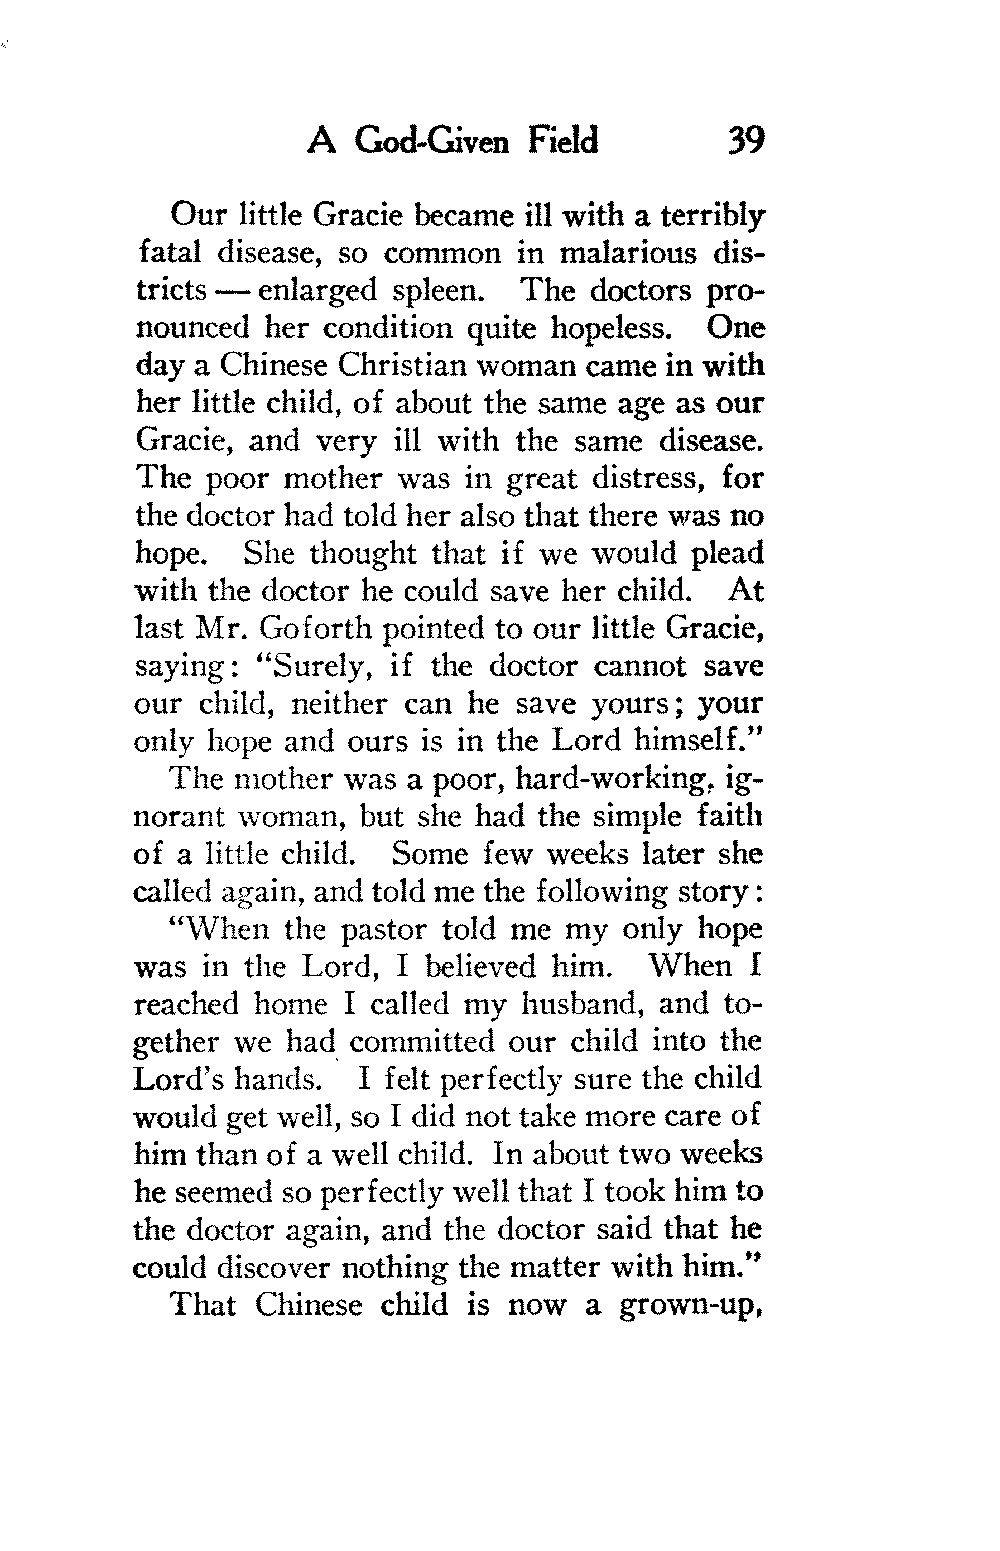 A God-Given Field 39
Our little Gracie became ill with a terribly
fatal disease, so common in malarious dis-
tricts — enlarged spleen. The doctors pro-
nounced her condition quite hopeless. One
day a Chinese Christian woman came in with
her little child, of about the same age as our
Gracie, and very ill with the same disease.
The poor mother was in great distress, for
the doctor had told her also that there was no
hope. She thought that if we would plead
with the doctor he could save her child. At
last Mr. Goforth pointed to our little Gracie,
saying: “Surely, if the doctor cannot save
our child, neither can he save yours; your
only hope and ours is in the Lord himself.”
The mother was a poor, hard-working, ig-
norant woman, but she had the simple faith
of a little child. Some few weeks later she
called again, and told me the following story:
“When the pastor told me my only hope
was in the Lord, I believed him. When I
reached home I called my husband, and to-
gether we had committed our child into the
Lord’s hands. I felt perfectly sure the child
would get well, so I did not take more care of
him than of a well child. In about two weeks
he seemed so perfectly well that I took him to
the doctor again, and the doctor said that he
could discover nothing the matter with him.”
That Chinese child is now a grown-up,